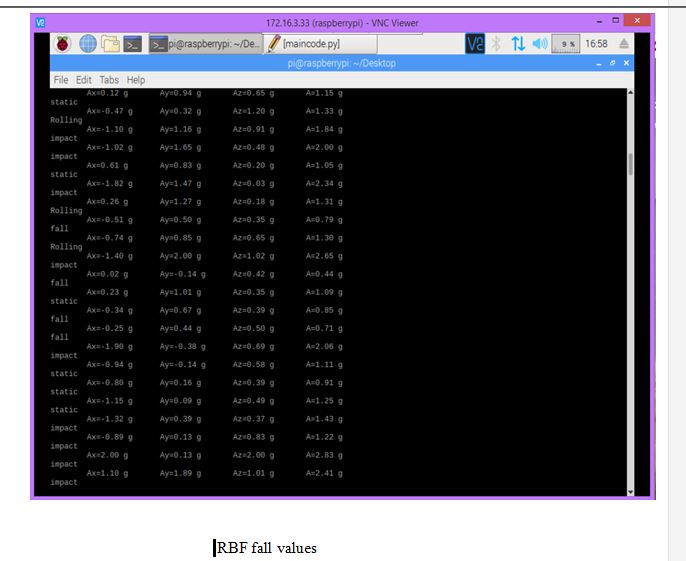 172.16.3.33 (raspberrypi) - VNC Viewer
pi@raspberrypi: ~/De... [maincode.py] 9 % 16:58
pi@raspberrypi: ~/Desktop
File Edit Tabs Help
Ax=0.12 g Ay=0.94 g Az=0.65 g A=1.15 g
static
Ax=-0.47 g Ay=0.32 g Az=1.20 g A=1.33 g
Rolling
Ax=-1.10 g Ay=1.16 g Az=0.91 g A=1.84 g
impact
Ax=-1.02 g Ay=1.65 g Az=0.48 g A=2.00 g
impact
Ax=0.61 g Ay=0.83 g Az=0.20 g A=1.05 g
static
Ax=-1.82 g Ay=1.47 g Az=0.03 g A=2.34 g
impact
Ax=0.26 g Ay=1.27 g Az=0.18 g A=1.31 g
Rolling
Ax=-0.51 g Ay=0.50 g Az=0.35 g A=0.79 g
fall
Ax=-0.74 g Ay=0.85 g Az=0.65 g A=1.30 g
Rolling
Ax=-1.40 g Ay=2.00 g Az=1.02 g A=2.65 g
impact
Ax=0.02 g Ay=-0.14 g Az=0.42 g A=0.44 g
fall
Ax=0.23 g Ay=1.01 g Az=0.35 g A=1.09 g
static
Ax=-0.34 g Ay=0.67 g Az=0.39 g A=0.85 g
fall
Ax=-0.25 g Ay=0.44 g Az=0.50 g A=0.71 g
fall
Ax=-1.90 g Ay=-0.38 g Az=0.69 g A=2.06 g
impact
Ax=-0.94 g Ay=-0.14 g Az=0.58 g A=1.11 g
static
Ax=-0.80 g Ay=0.16 g Az=0.39 g A=0.91 g
static
Ax=-1.15 g Ay=0.09 g Az=0.49 g A=1.25 g
static
Ax=-1.32 g Ay=0.39 g Az=0.37 g A=1.43 g
impact
Ax=-0.89 g Ay=0.13 g Az=0.83 g A=1.22 g
impact
Ax=2.00 g Ay=0.13 g Az=2.00 g A=2.83 g
impact
Ax=1.10 g Ay=1.89 g Az=1.01 g A=2.41 g
impact
RBF fall values